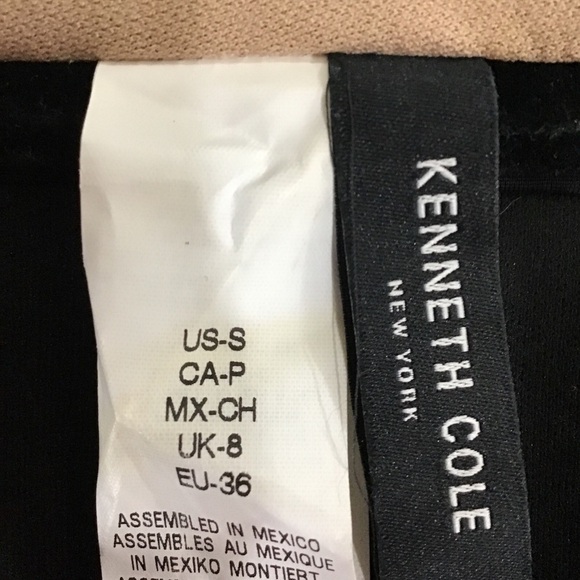 US-S
CA-P
MX-CH
UK-8
EU-36
ASSEMBLED IN MEXICO
ASSEMBLES AU MEXIQUE
IN MEXIKO MONTIERT
KENNETH COLE
NEW YORK